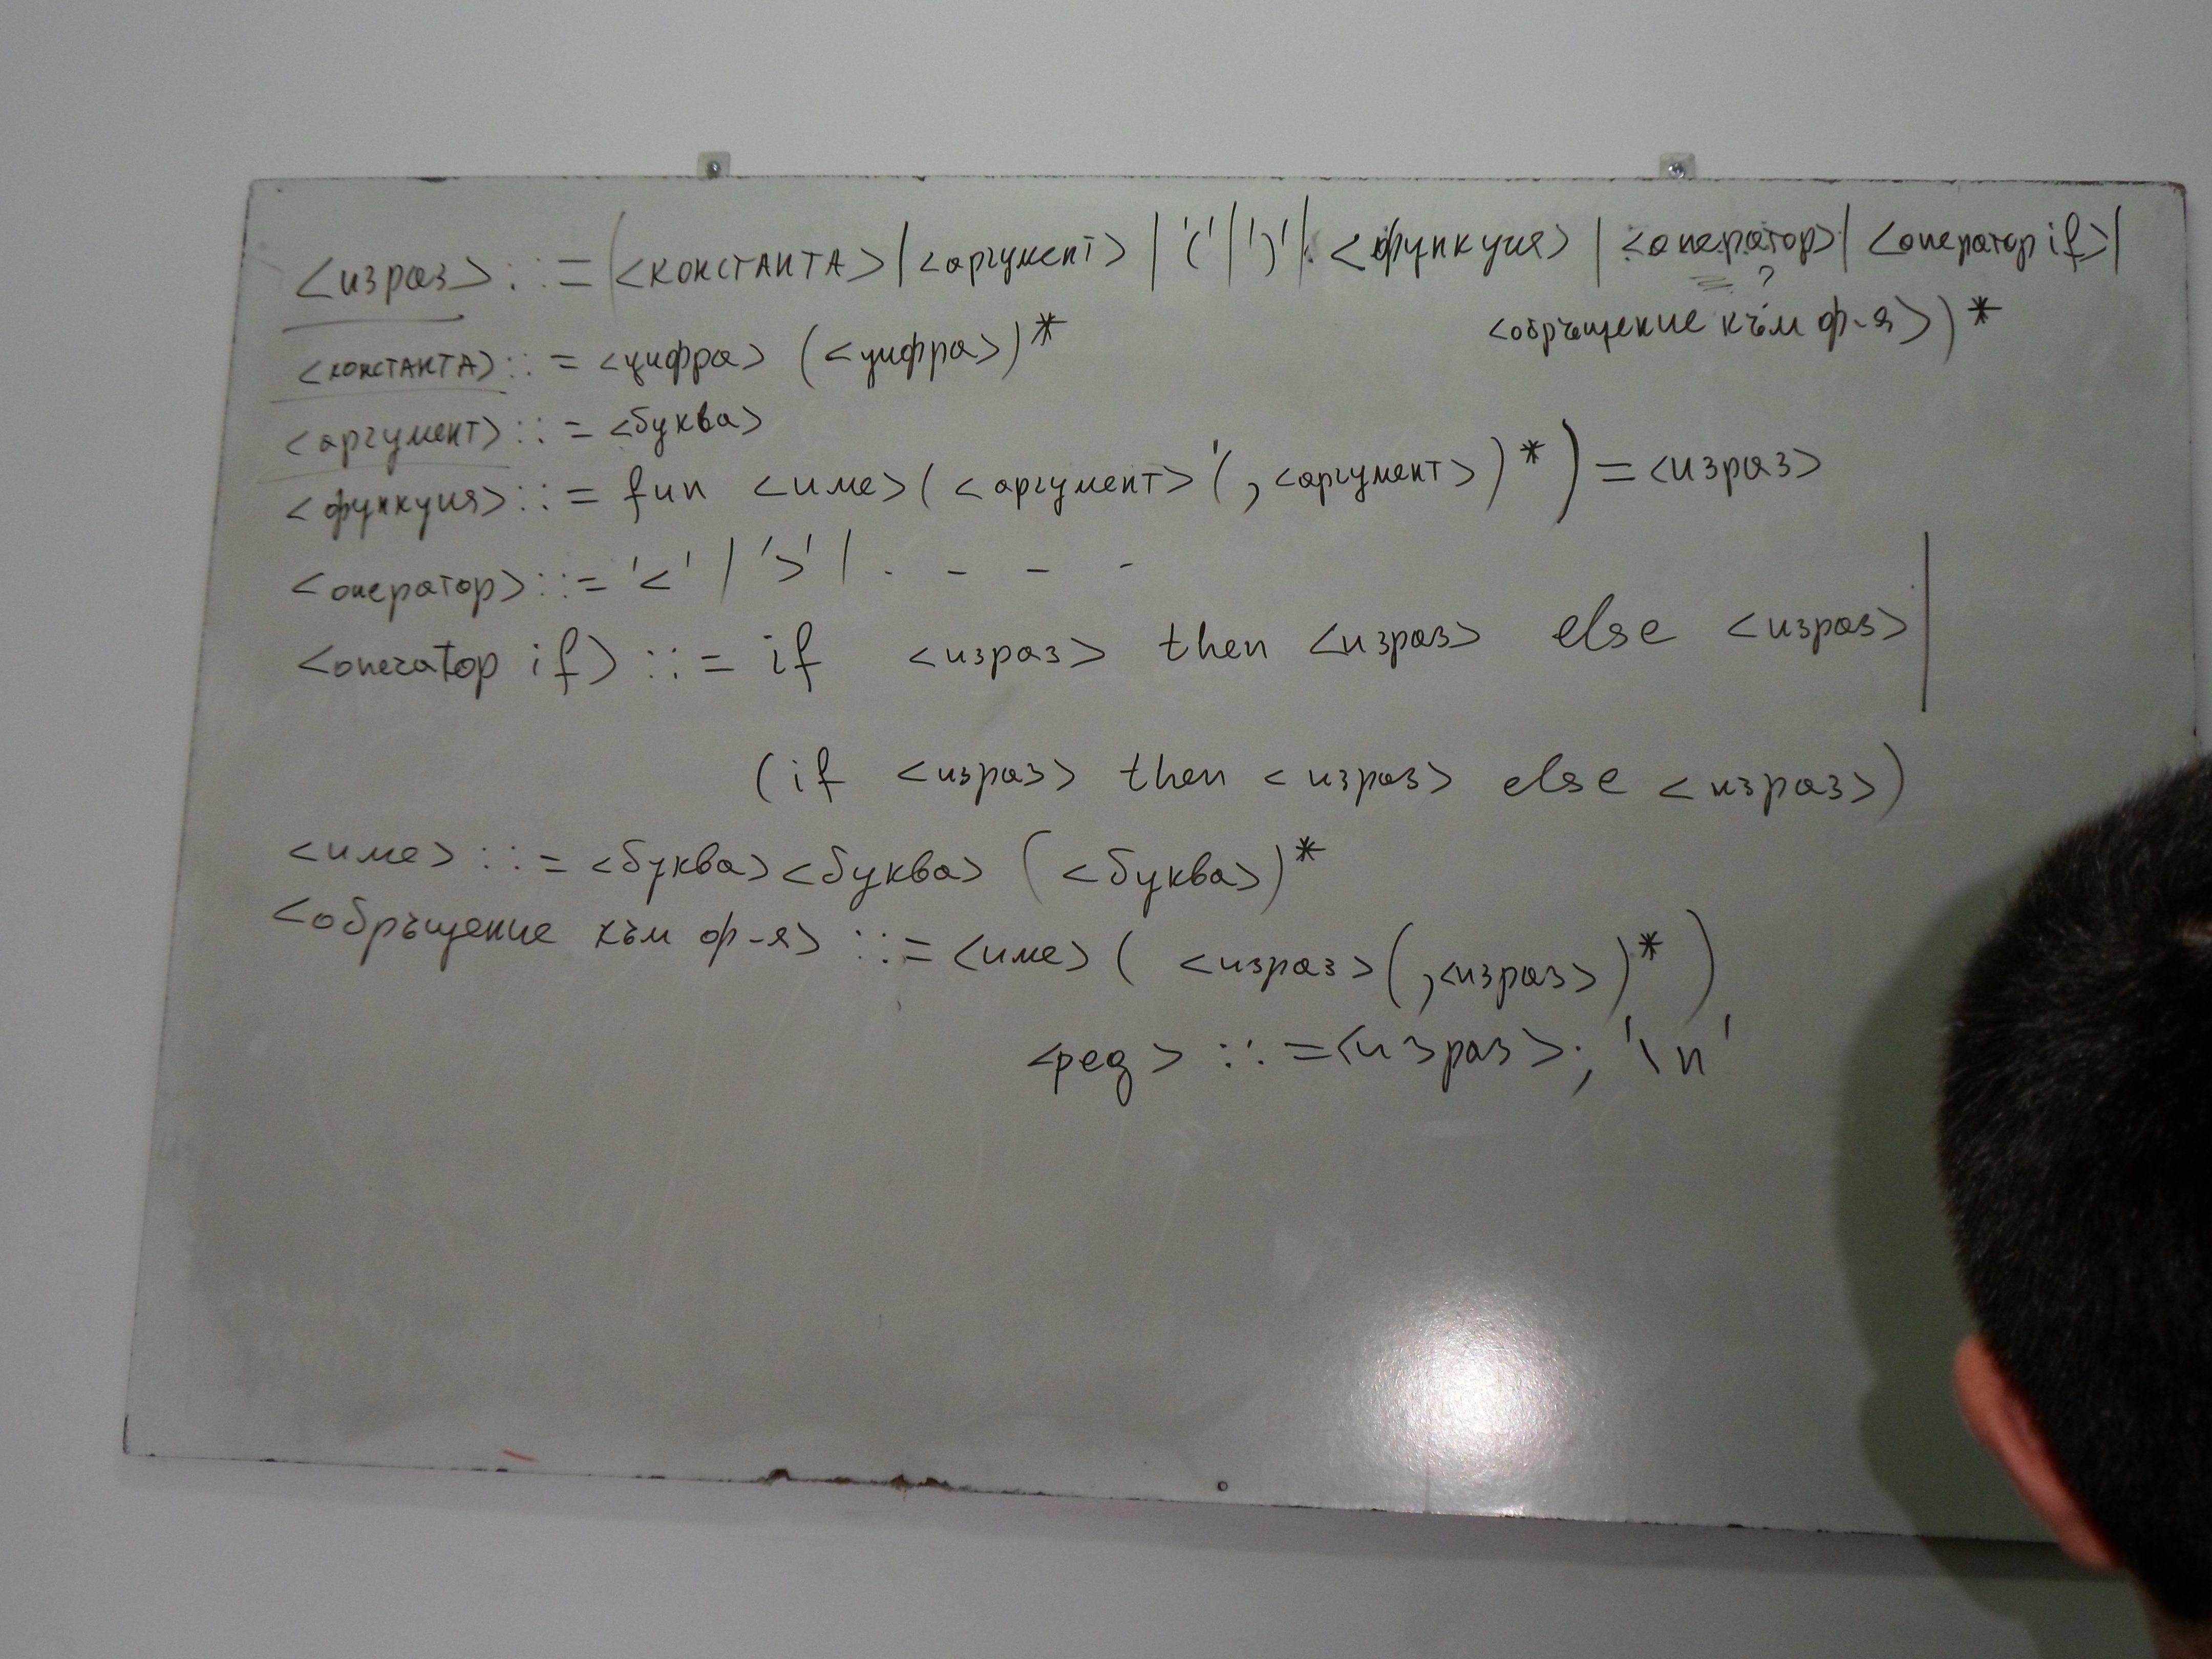 <израз> ::= (<константа> | <аргумент> | '(' | ')' | <функция> | <оператор> | <оператор if> |
?
<обръщение към ф-я>)*
<константа> ::= <цифра> (<цифра>)*
<аргумент> ::= <буква>
<функция> ::= fun <име> ( <аргумент> '(, <аргумент>)* ) = <израз>
<оператор> ::= '<' | '>' | . - - -
<оператор if> ::= if <израз> then <израз> else <израз> |
(if <израз> then <израз> else <израз>)
<име> ::= <буква><буква> (<буква>)*
<обръщение към ф-я> ::= <име> ( <израз> (, <израз>)* )
<ред> ::= <израз>; '\n'